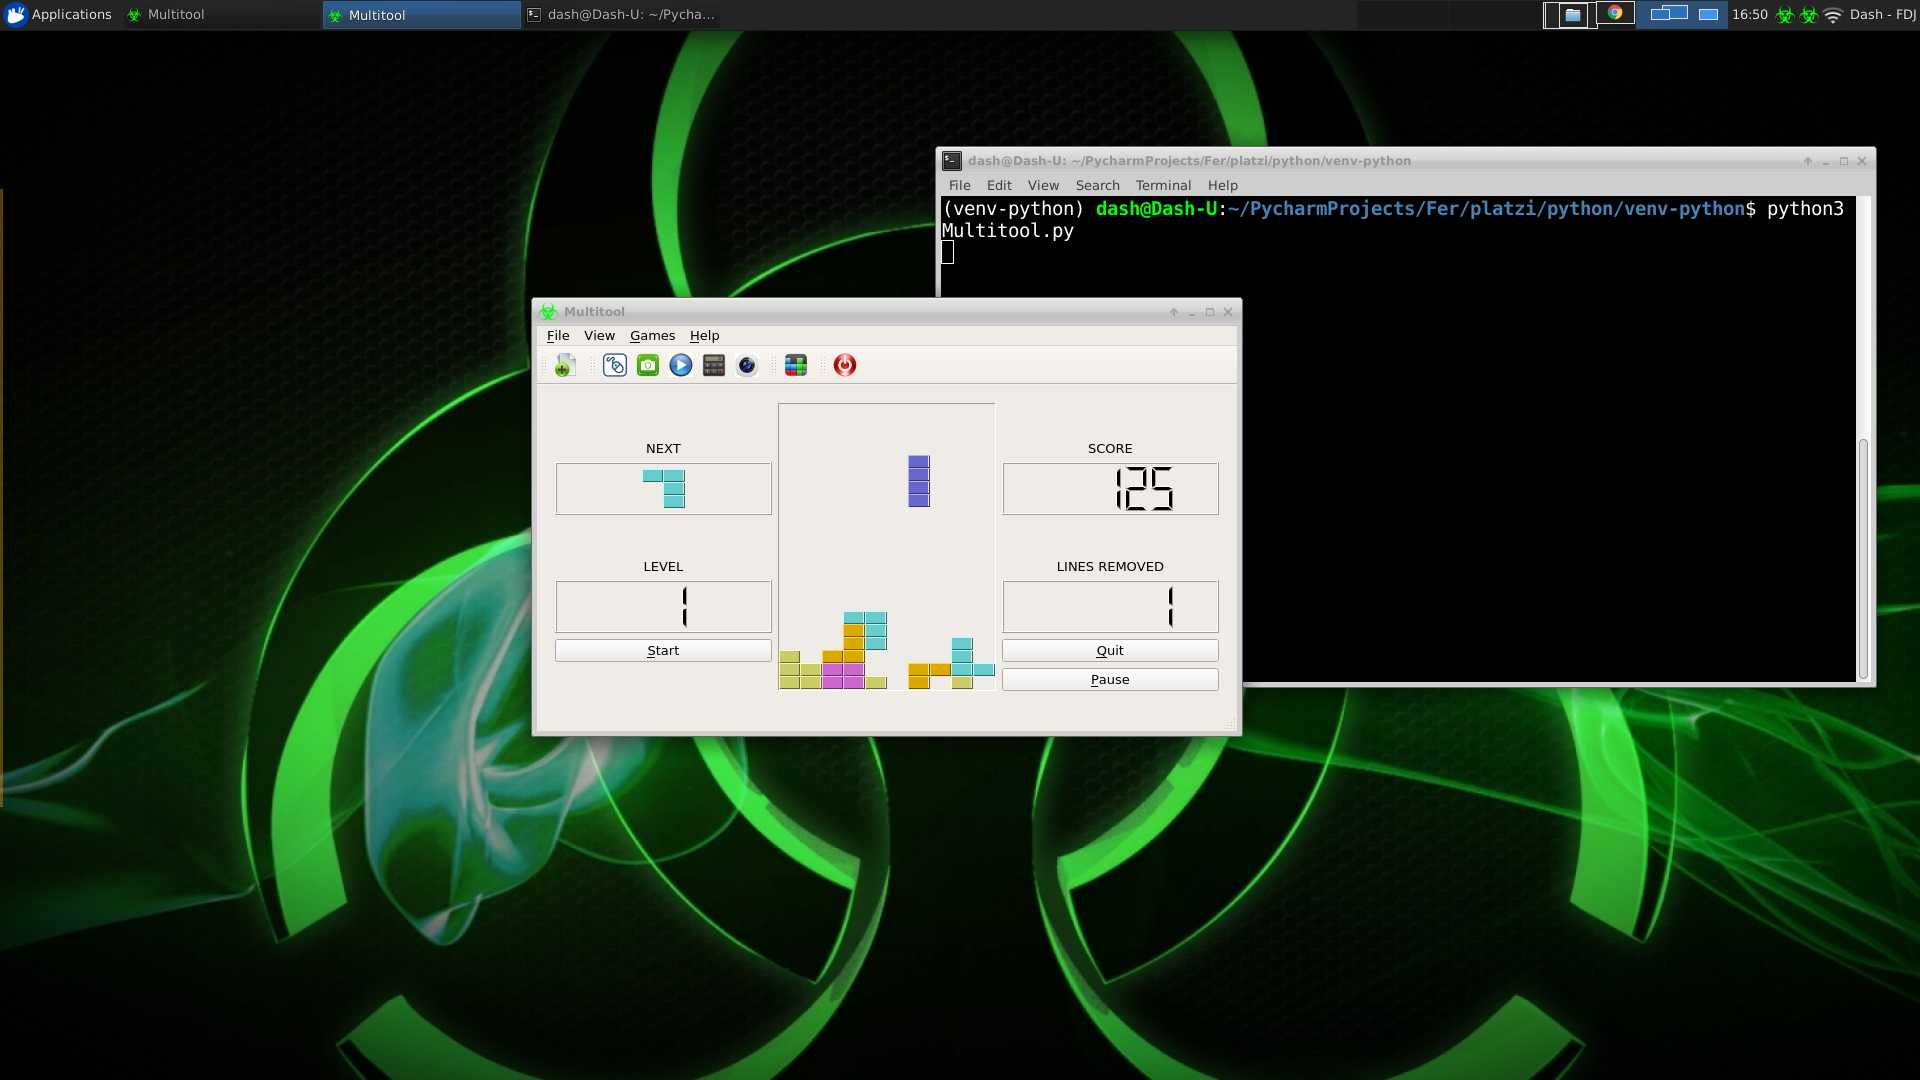 Applications
Multitool
Multitool
dash@Dash-U: ~/Pycha...
16:50
Dash - FDJ
dash@Dash-U: ~/PycharmProjects/Fer/platzi/python/venv-python
File Edit View Search Terminal Help
(venv-python) dash@Dash-U:~/PycharmProjects/Fer/platzi/python/venv-python$ python3
Multitool.py
Multitool
File View Games Help
NEXT
SCORE
125
LEVEL
LINES REMOVED
1
1
Start
Quit
Pause